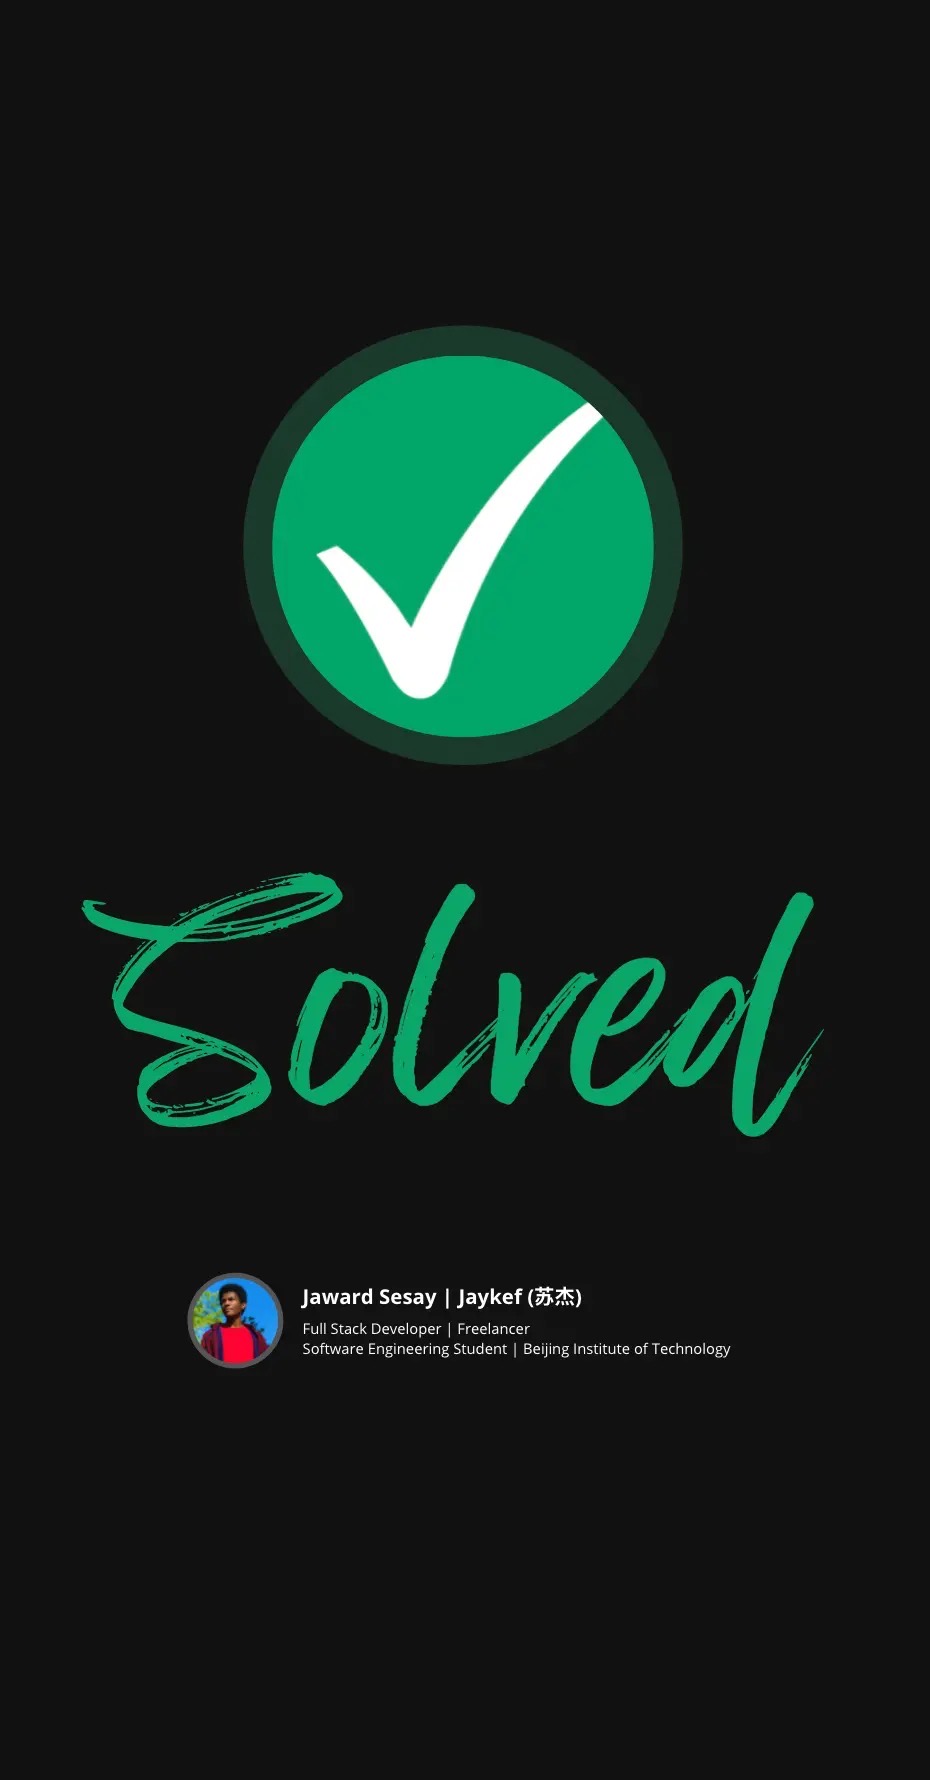 Solved
Jaward Sesay | Jaykef (苏杰)
Full Stack Developer | Freelancer
Software Engineering Student | Beijing Institute of Technology